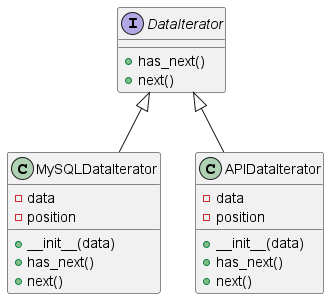 I DataIterator
has_next()
next()
C MySQLDataIterator
data
position
__init__(data)
has_next()
next()
C APIDataIterator
data
position
__init__(data)
has_next()
next()